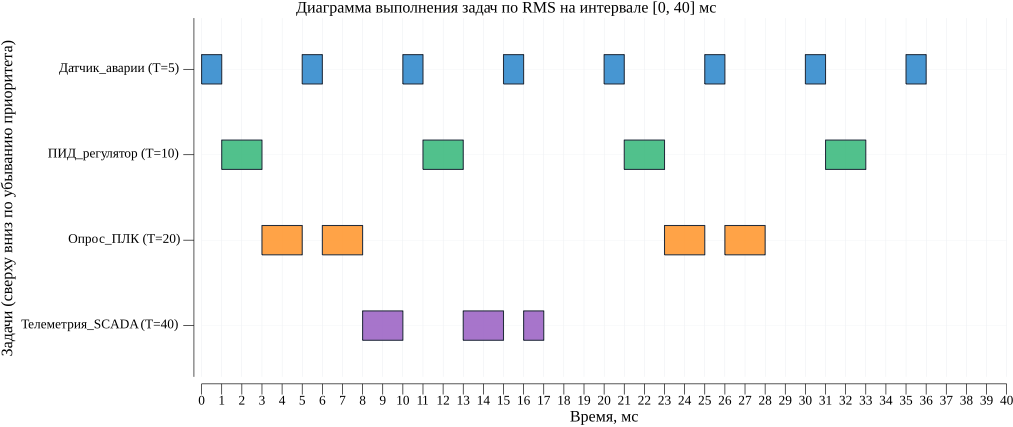 Диаграмма выполнения задач по RMS на интервале [0, 40] мс
Задачи (сверху вниз по убыванию приоритета)
Датчик_аварии (T=5)
ПИД_регулятор (T=10)
Опрос_ПЛК (T=20)
Телеметрия_SCADA (T=40)
0 1 2 3 4 5 6 7 8 9 10 11 12 13 14 15 16 17 18 19 20 21 22 23 24 25 26 27 28 29 30 31 32 33 34 35 36 37 38 39 40
Время, мс